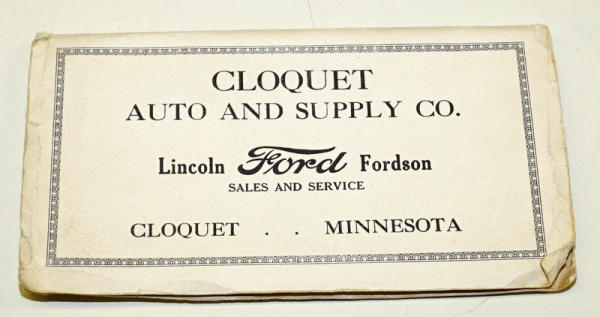 CLOQUET
AUTO AND SUPPLY CO.
Lincoln Ford Fordson
SALES AND SERVICE
CLOQUET . . MINNESOTA